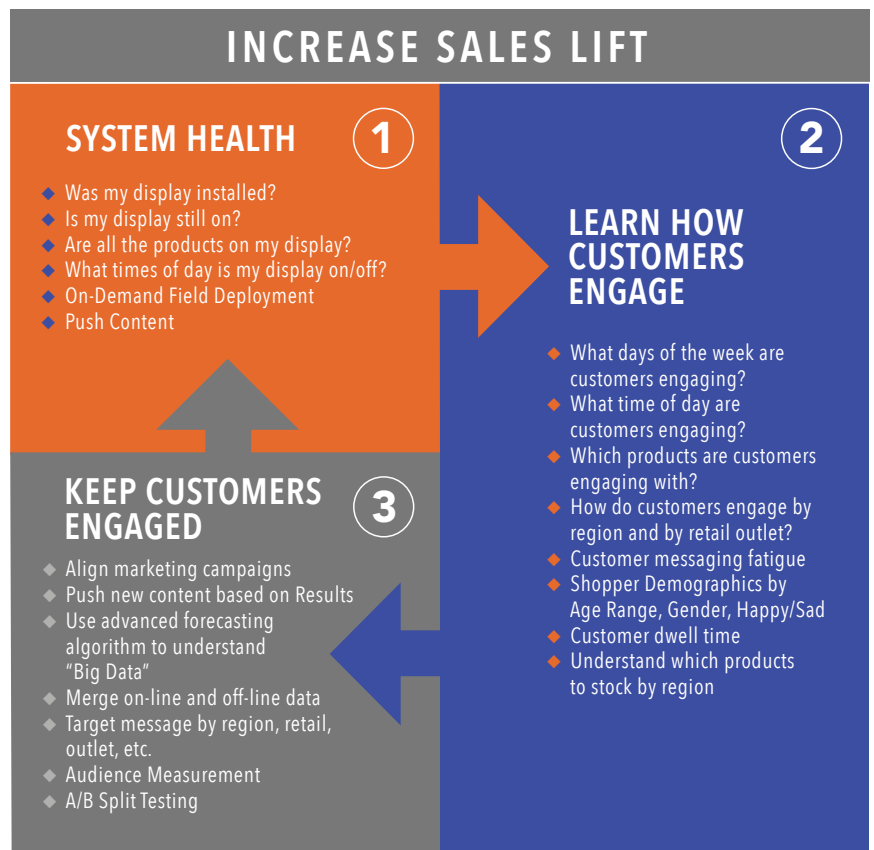 INCREASE SALES LIFT
SYSTEM HEALTH
1
◆ Was my display installed?
◆ Is my display still on?
◆ Are all the products on my display?
◆ What times of day is my display on/off?
◆ On-Demand Field Deployment
◆ Push Content
2
LEARN HOW
CUSTOMERS
ENGAGE
◆ What days of the week are
customers engaging?
◆ What time of day are
customers engaging?
◆ Which products are customers
engaging with?
◆ How do customers engage by
region and by retail outlet?
◆ Customer messaging fatigue
◆ Shopper Demographics by
Age Range, Gender, Happy/Sad
◆ Customer dwell time
◆ Understand which products
to stock by region
KEEP CUSTOMERS
ENGAGED
3
◆ Align marketing campaigns
◆ Push new content based on Results
◆ Use advanced forecasting
algorithm to understand
"Big Data"
◆ Merge on-line and off-line data
◆ Target message by region, retail,
outlet, etc.
◆ Audience Measurement
◆ A/B Split Testing